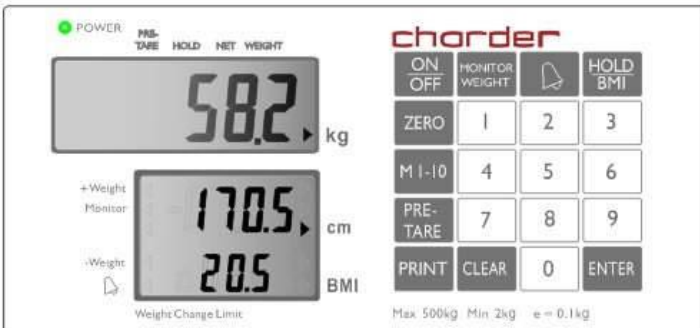 POWER
PRE-
TARE HOLD NET WEIGHT
58.2 kg
+Weight
Monitor
170.5 cm
-Weight
20.5 BMI
Weight Change Limit
charder
ON
OFF
MONITOR
WEIGHT
HOLD
BMI
ZERO 1 2 3
M 1-10 4 5 6
PRE-
TARE
7 8 9
PRINT CLEAR 0 ENTER
Max 500kg Min 2kg e = 0.1kg